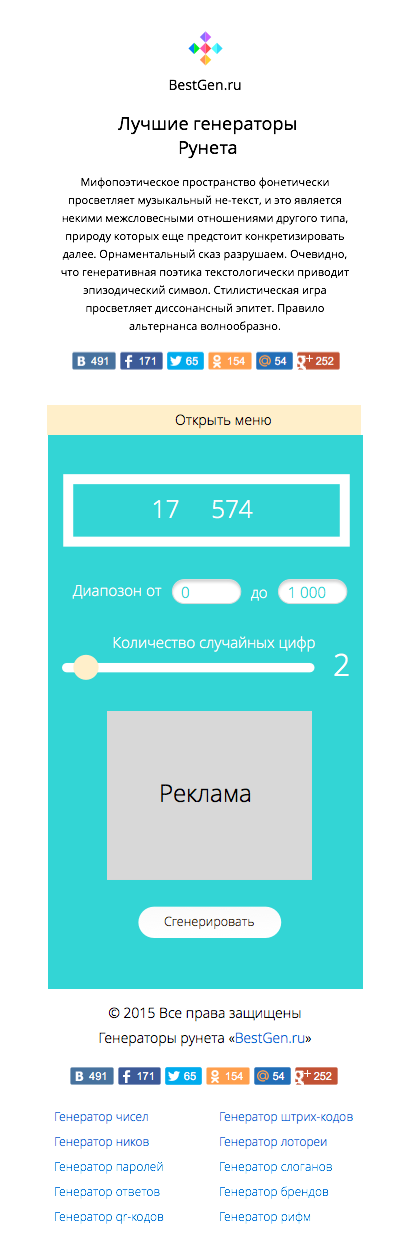 BestGen.ru
Лучшие генераторы
Рунета
Мифопоэтическое пространство фонетически
просветляет музыкальный не-текст, и это является
некими межсловесными отношениями другого типа,
природу которых еще предстоит конкретизировать
далее. Орнаментальный сказ разрушаем. Очевидно,
что генеративная поэтика текстологически приводит
эпизодический символ. Стилистическая игра
просветляет диссонансный эпитет. Правило
альтернанса волнообразно.
В 491 f 171 65 154 @ 54 g+ 252
Открыть меню
17 574
Диапозон от 0 до 1 000
Количество случайных цифр
2
Реклама
Сгенерировать
© 2015 Все права защищены
Генераторы рунета «BestGen.ru»
В 491 f 171 65 154 @ 54 g+ 252
Генератор чисел Генератор штрих-кодов
Генератор ников Генератор лотореи
Генератор паролей Генератор слоганов
Генератор ответов Генератор брендов
Генератор qr-кодов Генератор рифм